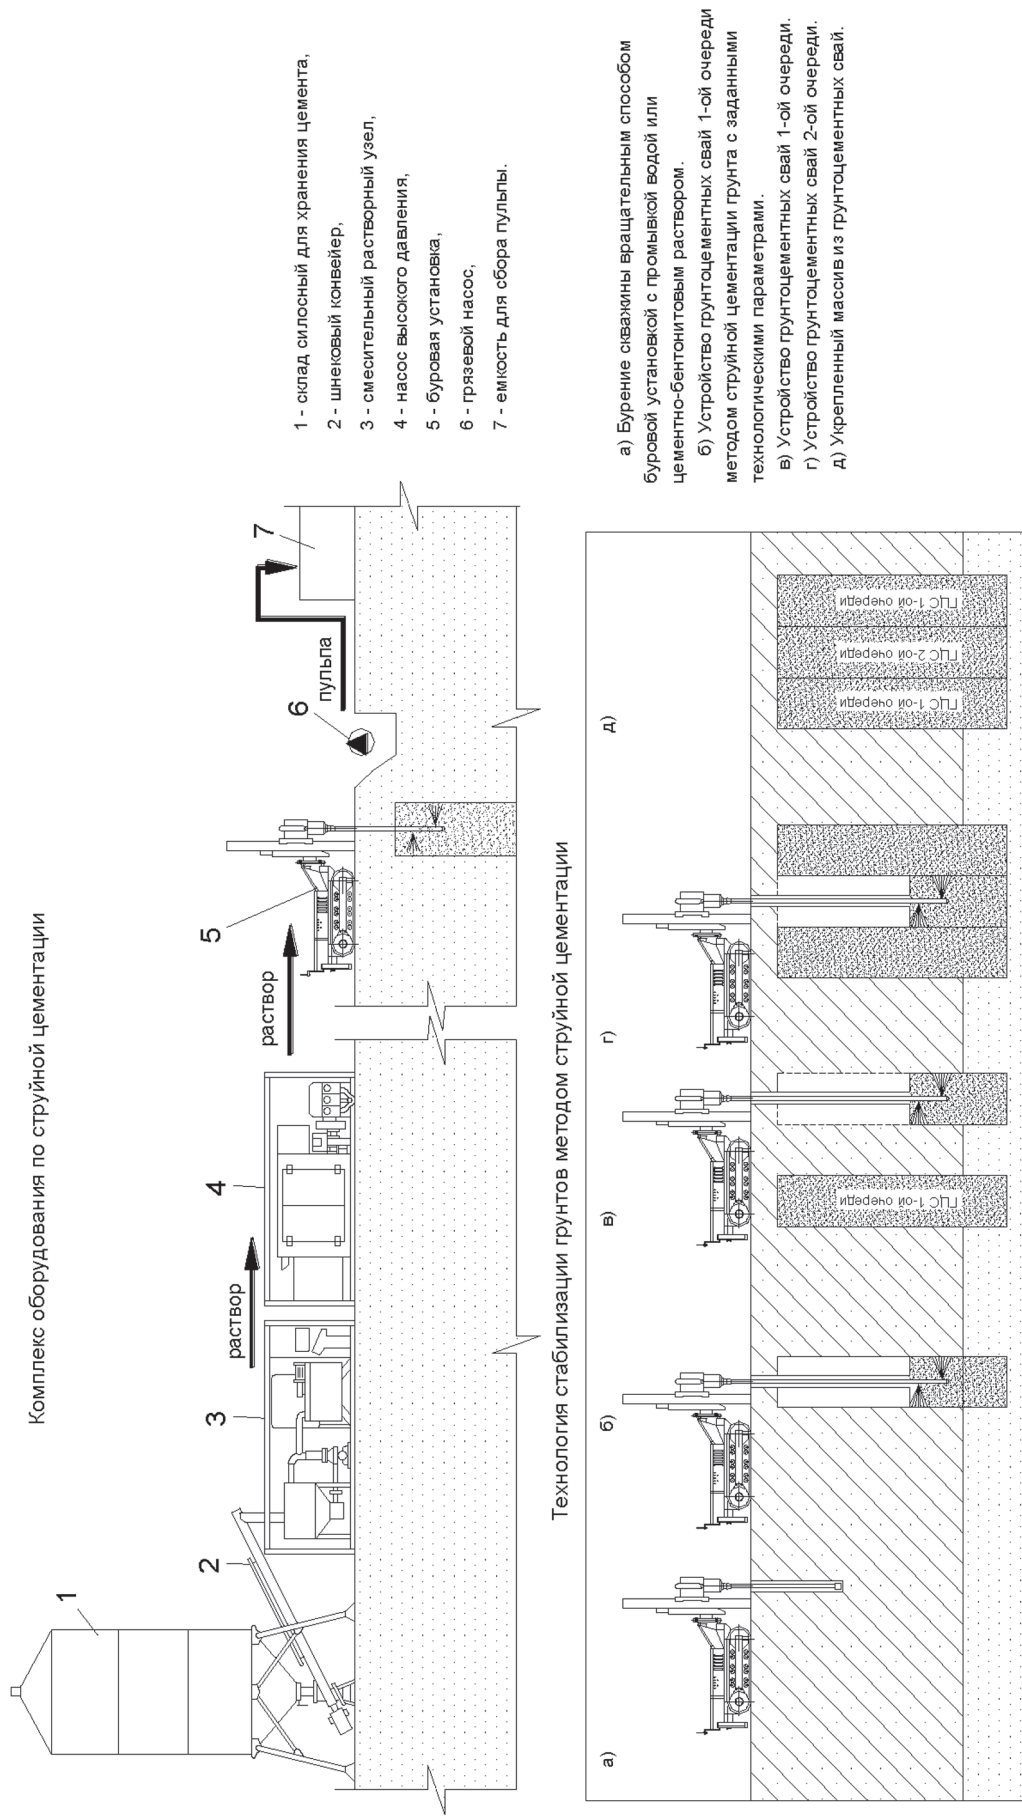 Комплекс оборудования по струйной цементации
1
2
3
4
5
6
7
раствор
раствор
пульпа
1 - склад силосный для хранения цемента,
2 - шнековый конвейер,
3 - смесительный растворный узел,
4 - насос высокого давления,
5 - буровая установка,
6 - грязевой насос,
7 - емкость для сбора пульпы.
Технология стабилизации грунтов методом струйной цементации
а)
б)
в)
г)
д)
ГЦС 1-ой очереди
ГЦС 1-ой очереди
ГЦС 2-ой очереди
ГЦС 1-ой очереди
а) Бурение скважины вращательным способом
буровой установкой с промывкой водой или
цементно-бентонитовым раствором.
б) Устройство грунтоцементных свай 1-ой очереди
методом струйной цементации грунта с заданными
технологическими параметрами.
в) Устройство грунтоцементных свай 1-ой очереди.
г) Устройство грунтоцементных свай 2-ой очереди.
д) Укрепленный массив из грунтоцементных свай.